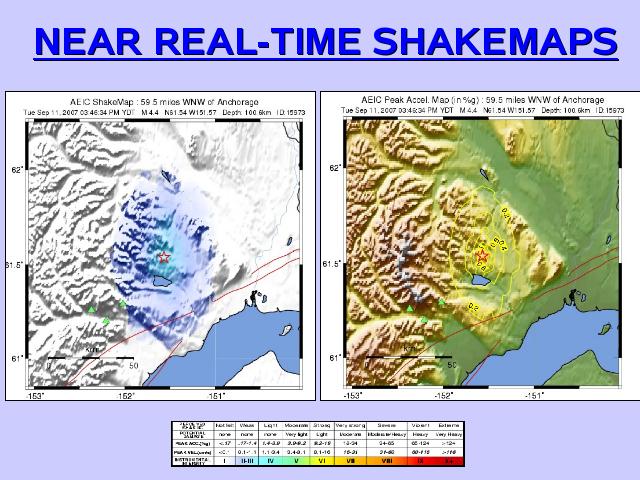 NEAR REAL-TIME SHAKEMAPS
AEIC ShakeMap : 59.5 miles WNW of Anchorage
Tue Sep 11, 2007 03:46:34 PM YDT M 4.4 N61.54 W151.57 Depth: 100.6km ID:15973
62°
61.5°
61°
km
0 50
-153° -152° -151°
AEIC Peak Accel. Map (in %g) : 59.5 miles WNW of Anchorage
Tue Sep 11, 2007 03:46:34 PM YDT M 4.4 N61.54 W151.57 Depth: 100.6km ID:15973
62°
61.5°
61°
km
0 50
-153° -152° -151°
PERCEIVED SHAKING Not felt Weak Light Moderate Strong Very strong Severe Violent Extreme
POTENTIAL DAMAGE none none none Very light Light Moderate Moderate/Heavy Heavy Very Heavy
PEAK ACC.(%g) <.17 .17-1.4 1.4-3.9 3.9-9.2 9.2-18 18-34 34-65 65-124 >124
PEAK VEL.(cm/s) <0.1 0.1-1.1 1.1-3.4 3.4-8.1 8.1-16 16-31 31-60 60-116 >116
INSTRUMENTAL INTENSITY I II-III IV V VI VII VIII IX X+